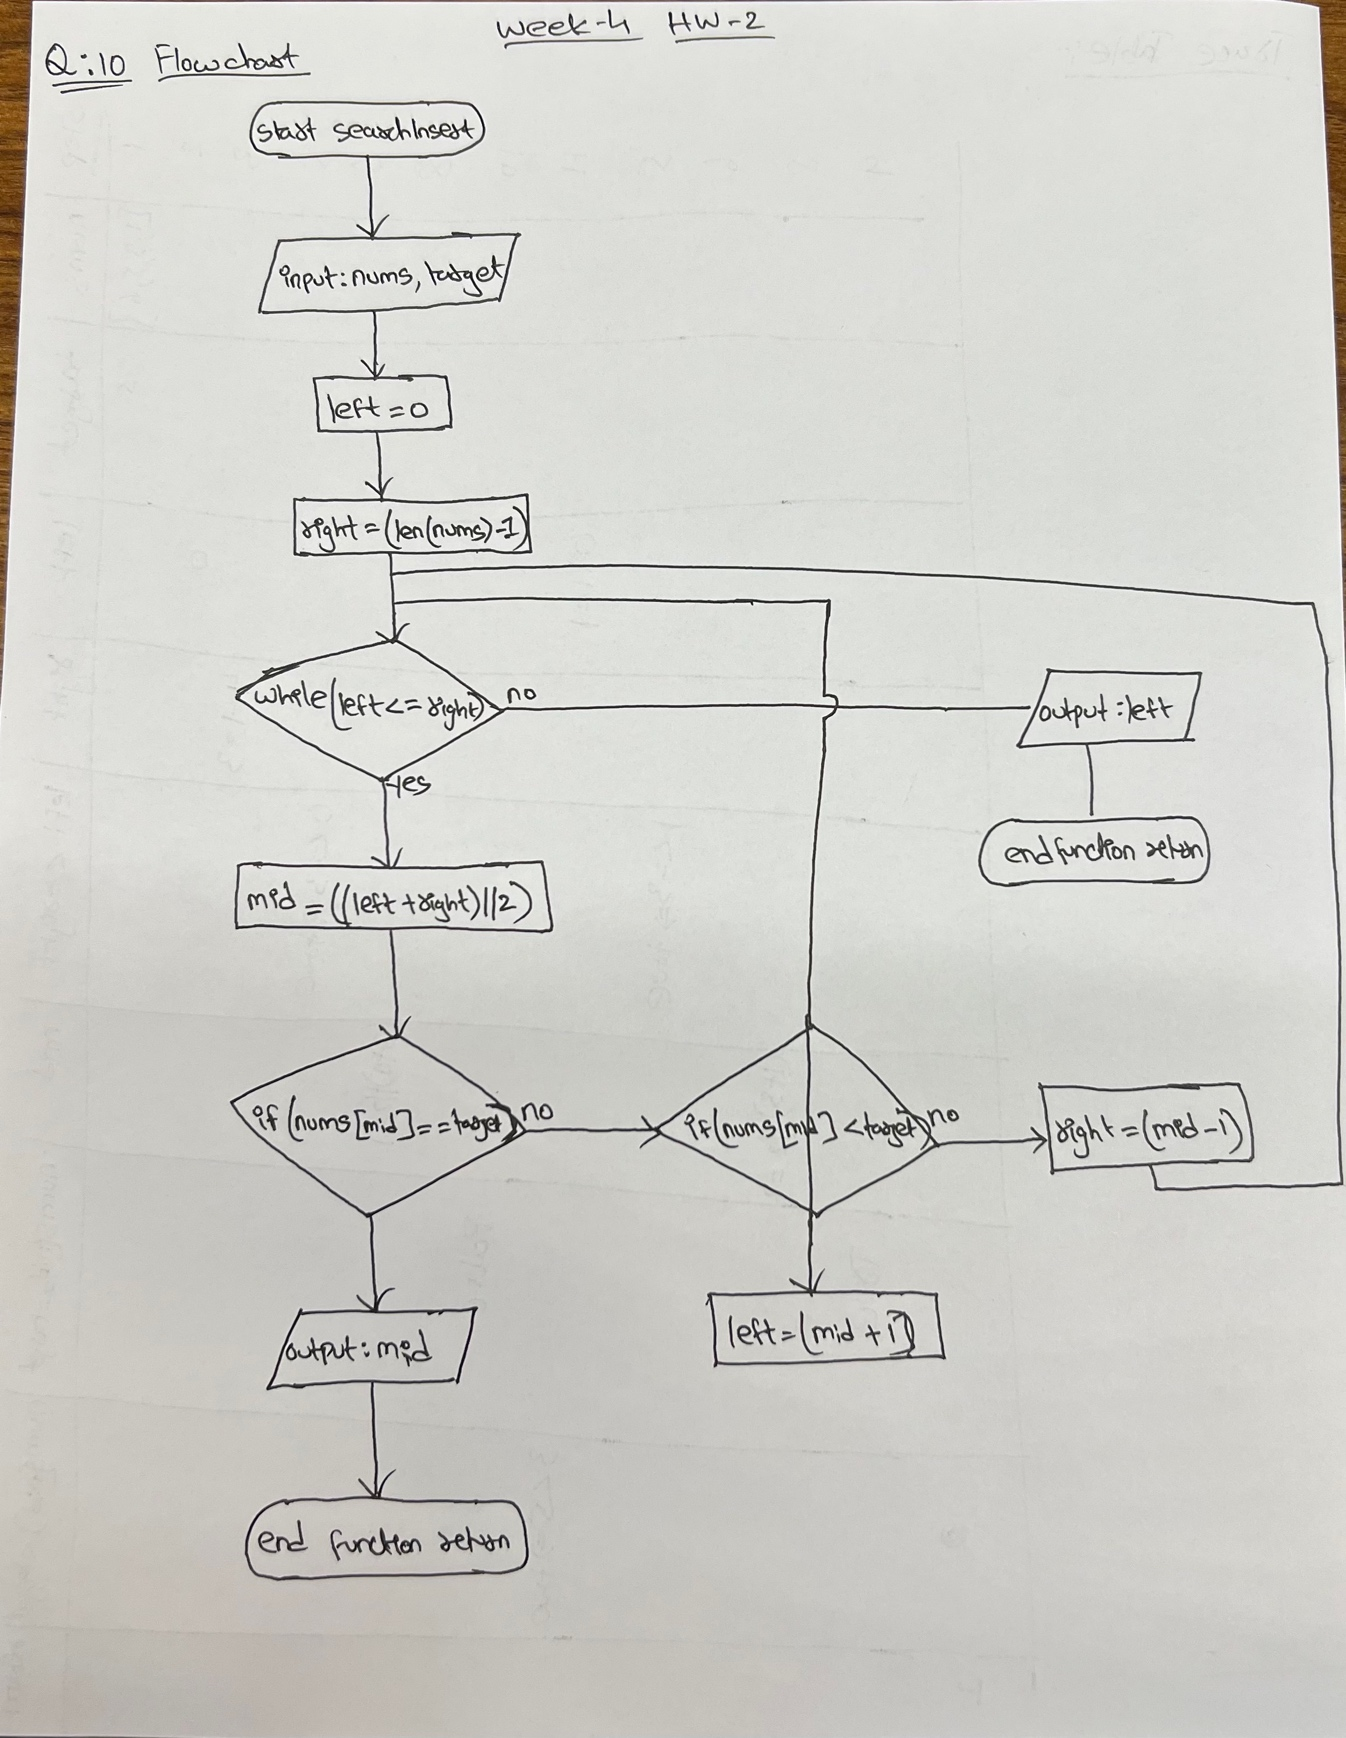 Week-4 HW-2
Q:10 Flowchart
start searchInsert
input: nums, target
left = 0
right = (len(nums)-1)
while(left <= right)
no
output: left
yes
end function return
mid = ((left + right)//2)
if (nums[mid] == target)
no
if (nums[mid] < target)
no
right = (mid-1)
output: mid
left = (mid + 1)
end function return